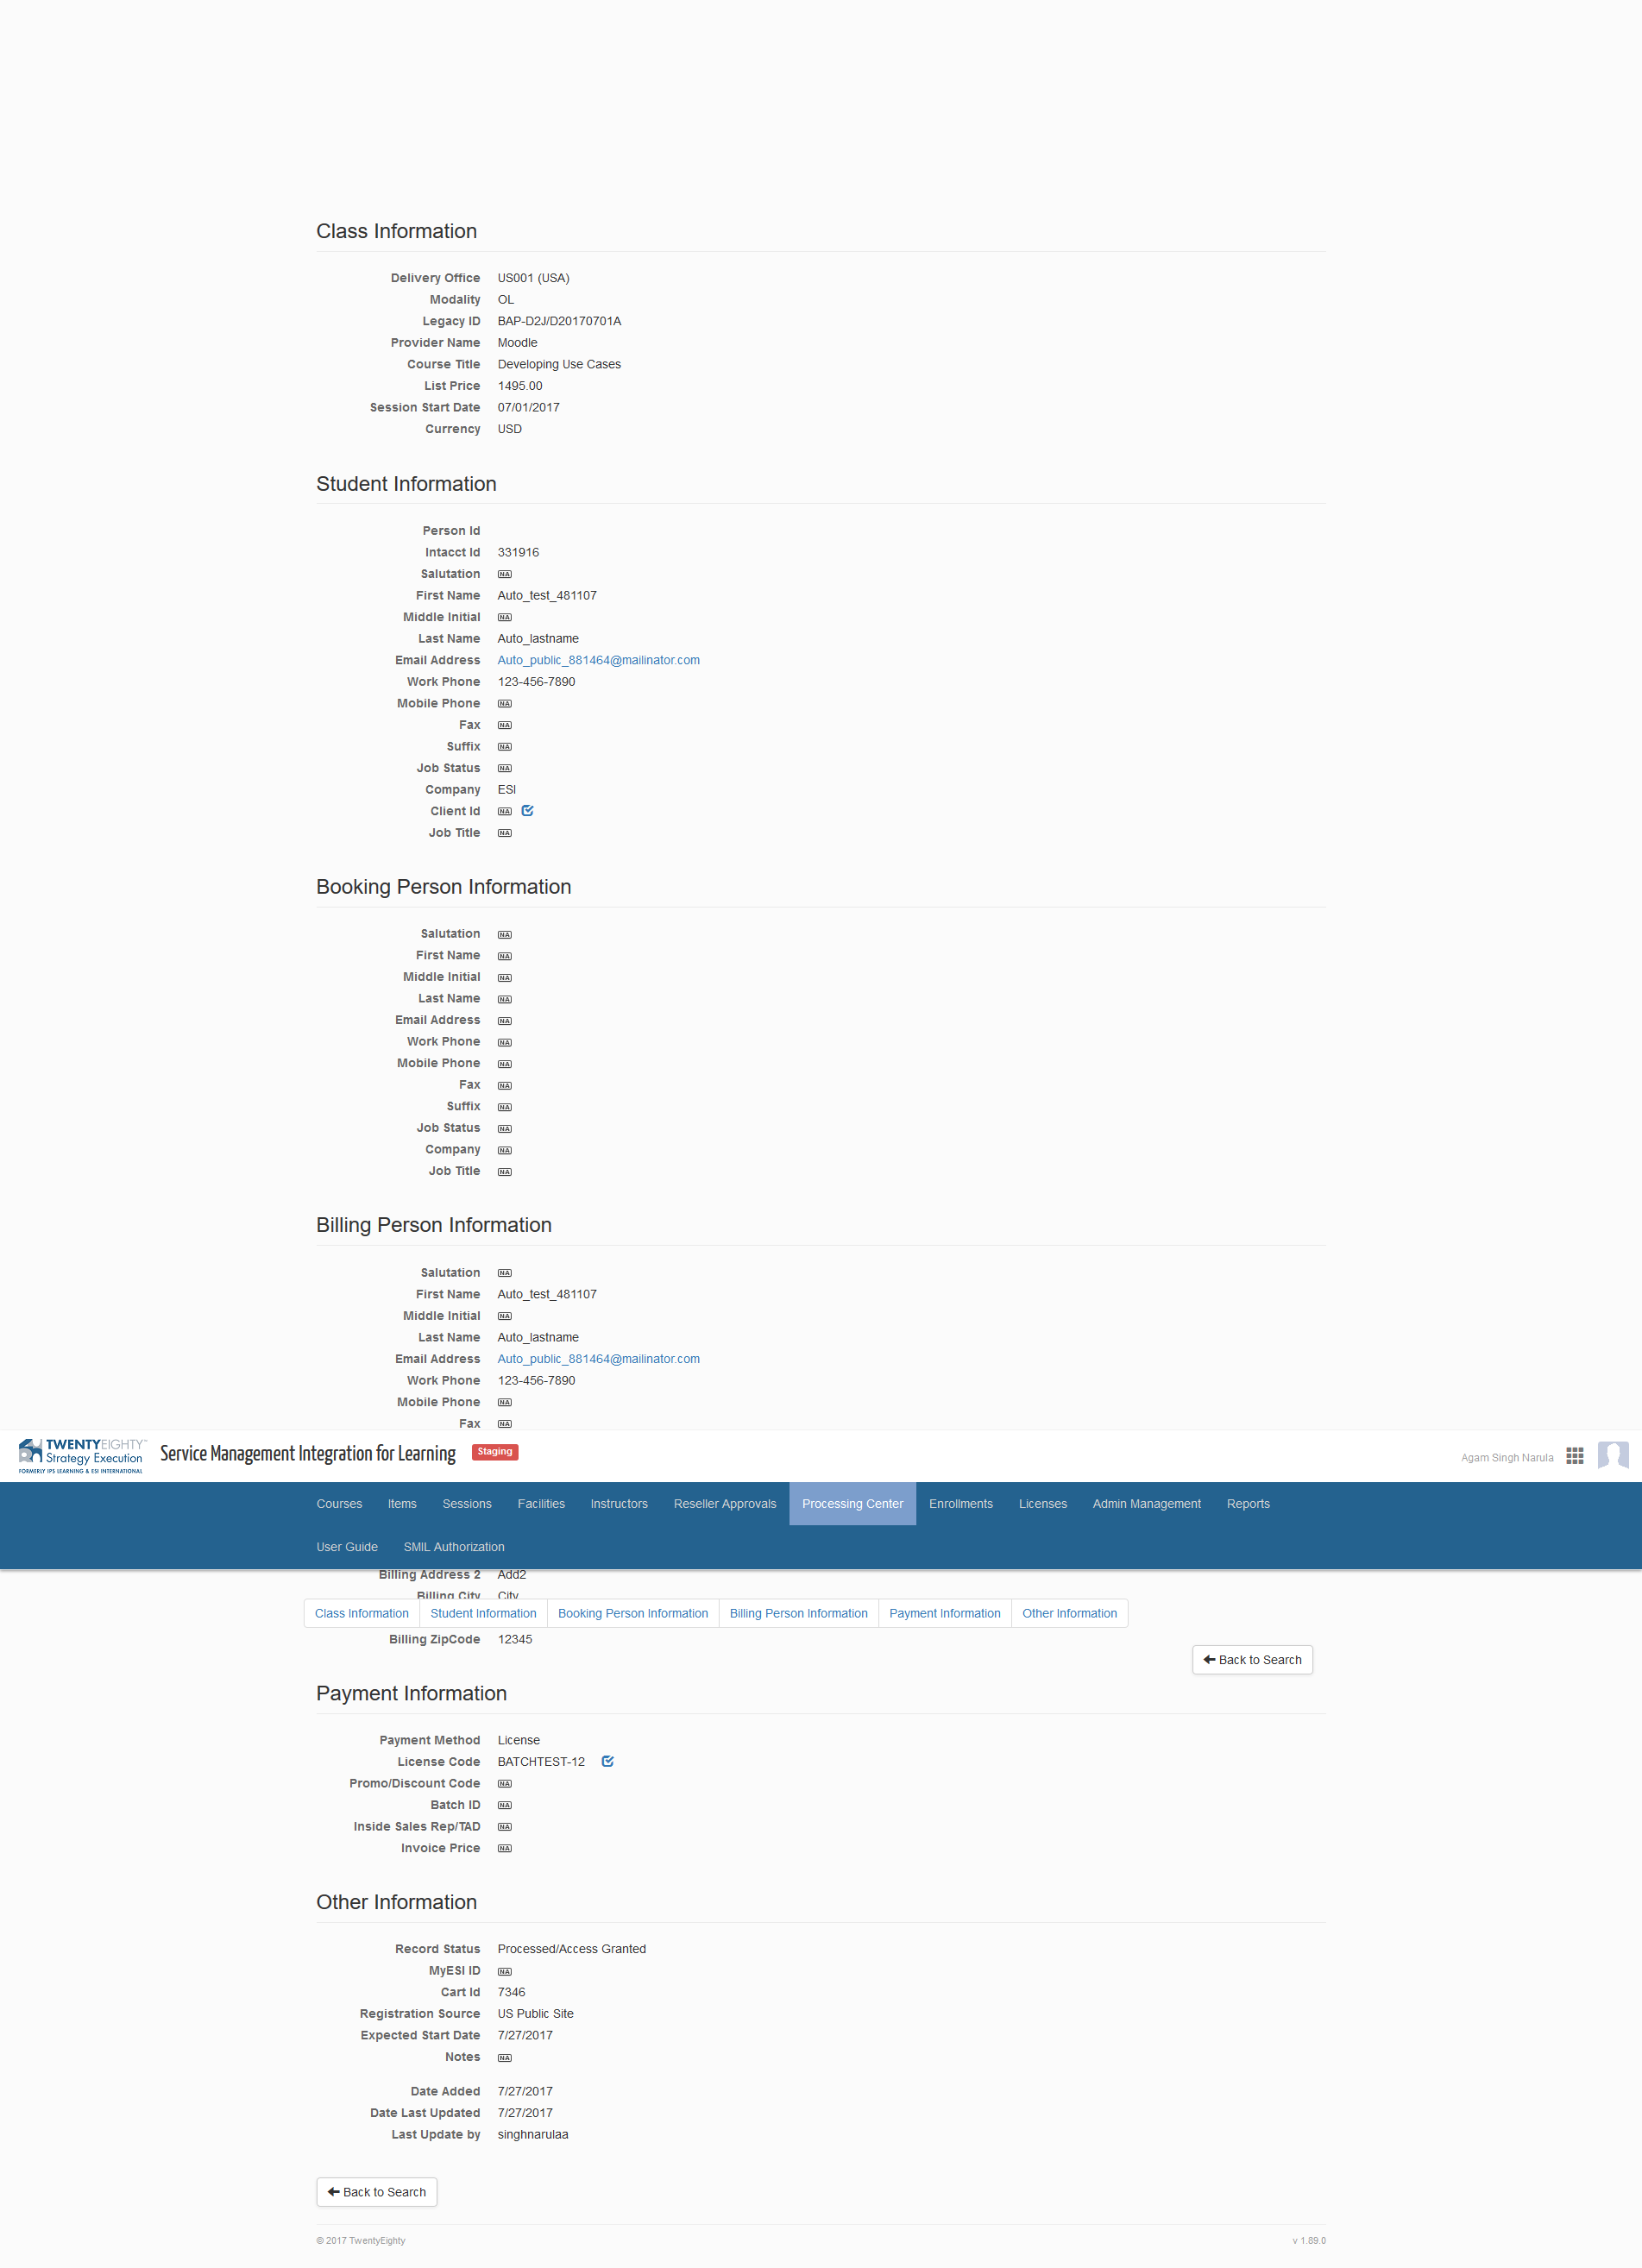 Class Information
Delivery Office US001 (USA)
Modality OL
Legacy ID BAP-D2J/D20170701A
Provider Name Moodle
Course Title Developing Use Cases
List Price 1495.00
Session Start Date 07/01/2017
Currency USD
Student Information
Person Id
Intacct Id 331916
Salutation NA
First Name Auto_test_481107
Middle Initial NA
Last Name Auto_lastname
Email Address Auto_public_881464@mailinator.com
Work Phone 123-456-7890
Mobile Phone NA
Fax NA
Suffix NA
Job Status NA
Company ESI
Client Id NA
Job Title NA
Booking Person Information
Salutation NA
First Name NA
Middle Initial NA
Last Name NA
Email Address NA
Work Phone NA
Mobile Phone NA
Fax NA
Suffix NA
Job Status NA
Company NA
Job Title NA
Billing Person Information
Salutation NA
First Name Auto_test_481107
Middle Initial NA
Last Name Auto_lastname
Email Address Auto_public_881464@mailinator.com
Work Phone 123-456-7890
Mobile Phone NA
Fax NA
TWENTYEIGHTY™
Strategy Execution
FORMERLY IPS LEARNING & ESI INTERNATIONAL
Service Management Integration for Learning Staging
Agam Singh Narula
Courses Items Sessions Facilities Instructors Reseller Approvals Processing Center Enrollments Licenses Admin Management Reports
User Guide SMIL Authorization
Billing Address 2 Add2
Billing City City
Class Information Student Information Booking Person Information Billing Person Information Payment Information Other Information
Billing ZipCode 12345
Back to Search
Payment Information
Payment Method License
License Code BATCHTEST-12
Promo/Discount Code NA
Batch ID NA
Inside Sales Rep/TAD NA
Invoice Price NA
Other Information
Record Status Processed/Access Granted
MyESI ID NA
Cart Id 7346
Registration Source US Public Site
Expected Start Date 7/27/2017
Notes NA
Date Added 7/27/2017
Date Last Updated 7/27/2017
Last Update by singhnarulaa
Back to Search
© 2017 TwentyEighty
v 1.89.0